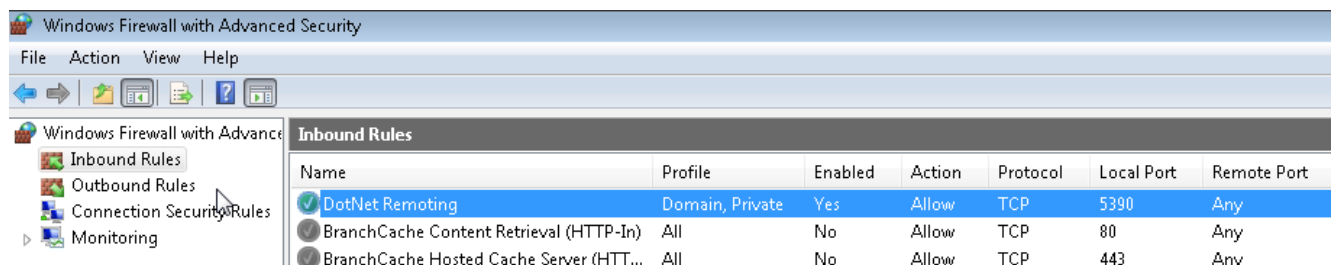 Windows Firewall with Advanced Security
File Action View Help
Windows Firewall with Advance
Inbound Rules
Outbound Rules
Connection Security Rules
Monitoring
Inbound Rules
Name Profile Enabled Action Protocol Local Port Remote Port
DotNet Remoting Domain, Private Yes Allow TCP 5390 Any
BranchCache Content Retrieval (HTTP-In) All No Allow TCP 80 Any
BranchCache Hosted Cache Server (HTT... All No Allow TCP 443 Any